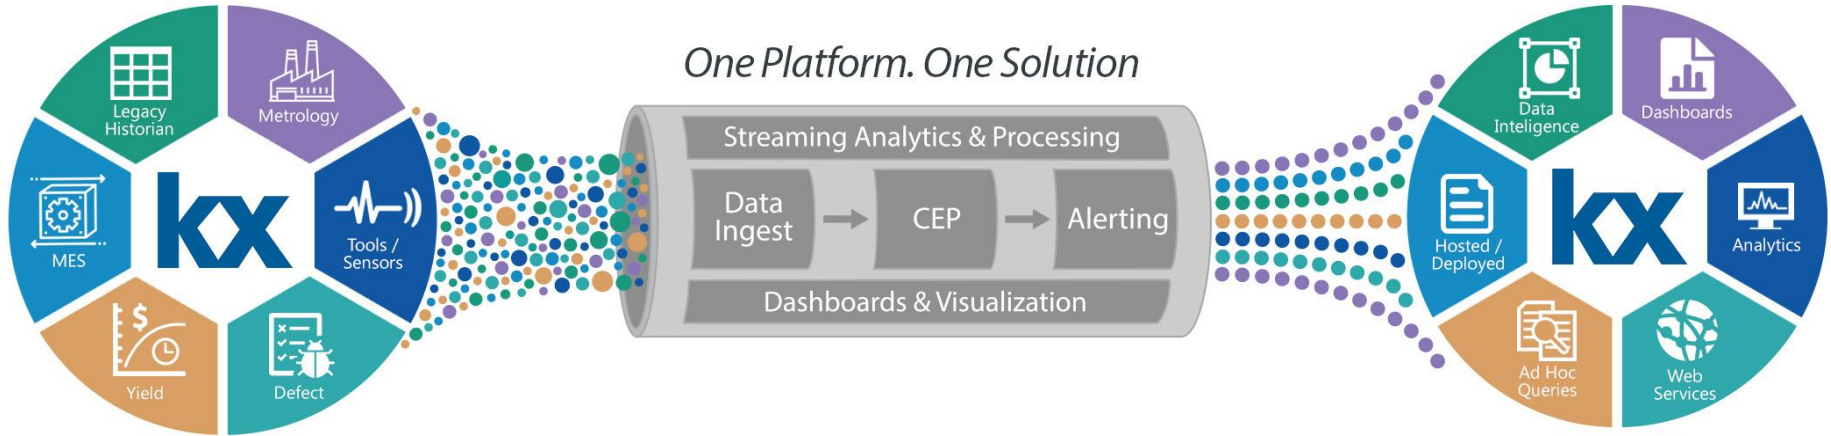 One Platform. One Solution
Legacy
Historian
Metrology
MES
kx
Tools /
Sensors
$
Yield
Defect
Streaming Analytics & Processing
Data
Ingest
CEP
Alerting
Dashboards & Visualization
Data
Inteligence
Dashboards
Hosted /
Deployed
kx
Analytics
Ad Hoc
Queries
Web
Services